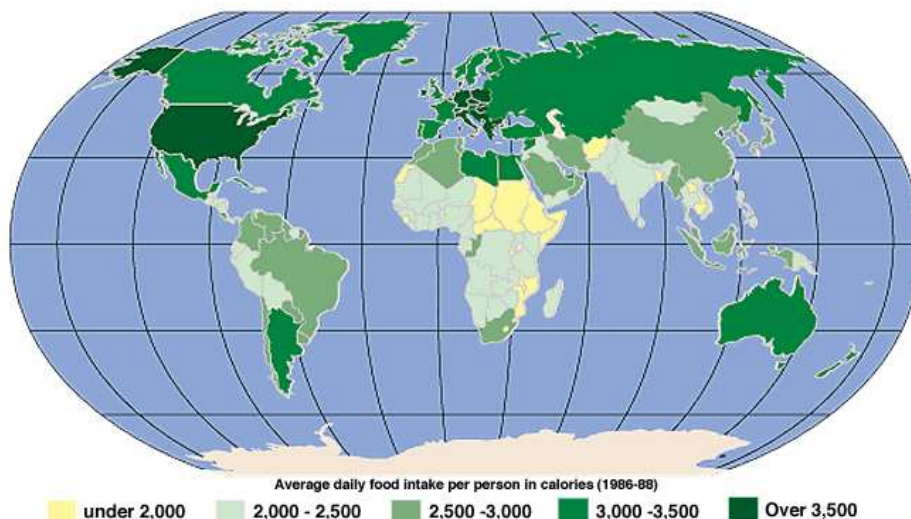 Average daily food intake per person in calories (1986-88)
under 2,000 2,000 - 2,500 2,500 -3,000 3,000 -3,500 Over 3,500